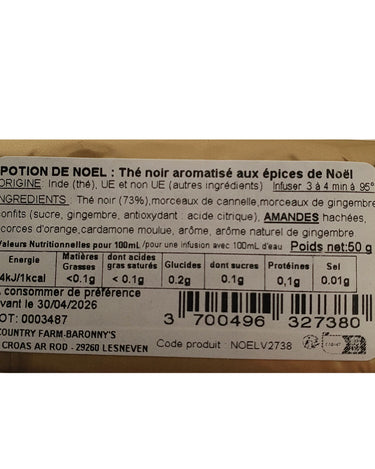 POTION DE NOEL : Thé noir aromatisé aux épices de Noël
ORIGINE: Inde (thé), UE et non UE (autres ingrédients) Infuser 3 à 4 min à 95°
INGREDIENTS: Thé noir (73%),morceaux de cannelle,morceaux de gingembre
confits (sucre, gingembre, antioxydant acide citrique), AMANDES hachées,
corces d'orange,cardamome moulue, arôme, arôme naturel de gingembre.
Valeurs Nutritionnelles pour 100mL/pour une infusion avec 100mL d'eau Poids net:50 g
Energie Matières Grasses dont acides gras saturés Glucides dont sucres Protéines Sel
4kJ/1kcal <0.1g < 0.1g 0.2g 0.1g 0,1g 0.01g
A consommer de préférence
avant le 30/04/2026
LOT: 0003487
COUNTRY FARM-BARONNY'S
CROAS AR ROD - 29260 LESNEVEN
3 700496 327380
Code produit : NOELV2738